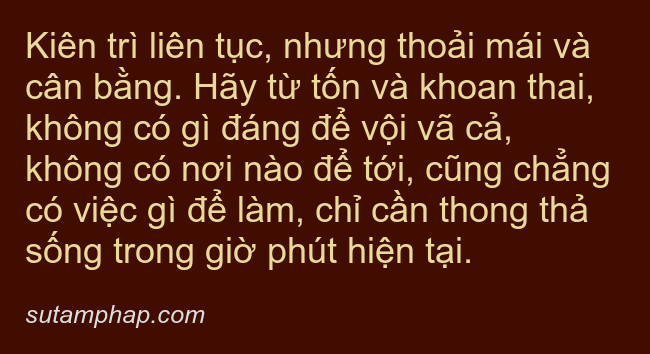 Kiên trì liên tục, nhưng thoải mái và
cân bằng. Hãy từ tốn và khoan thai,
không có gì đáng để vội vã cả,
không có nơi nào để tới, cũng chẳng
có việc gì để làm, chỉ cần thong thả
sống trong giờ phút hiện tại.
sutamphap.com